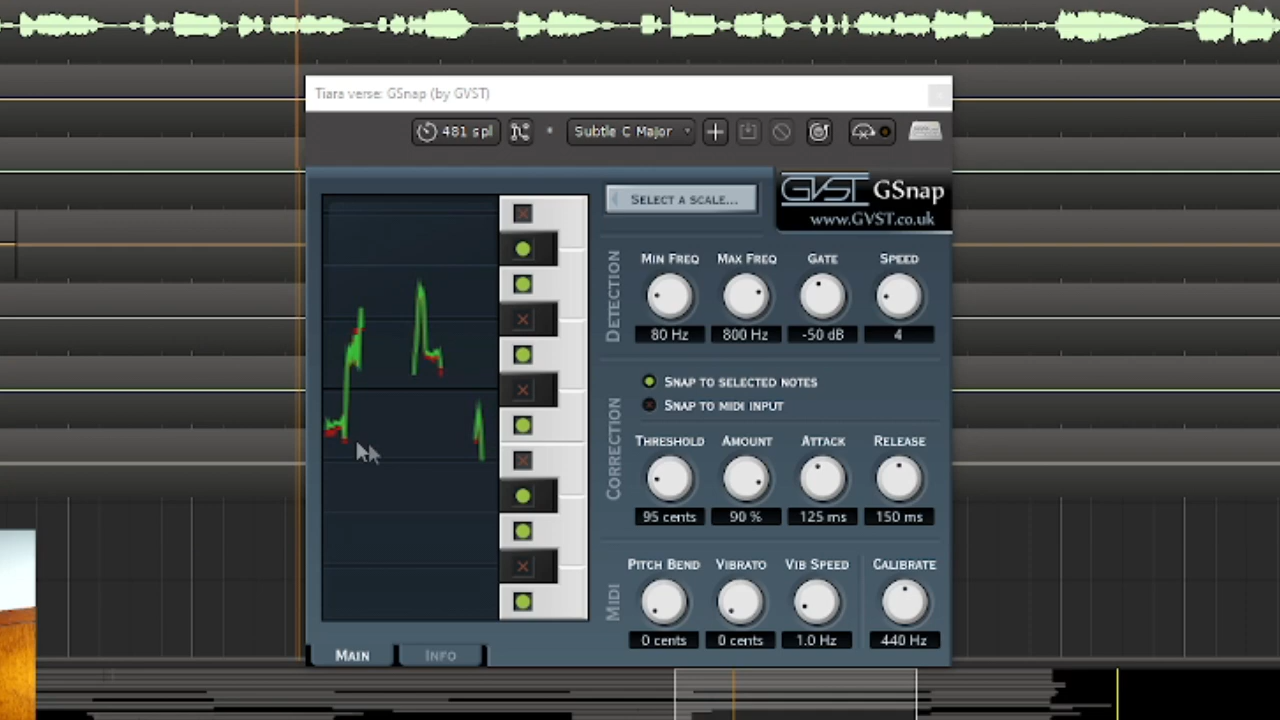 Tiara verse: GSnap (by GVST)
481 spl
Subtle C Major
SELECT A SCALE...
GVST GSnap
www.GVST.co.uk
DETECTION
MIN FREQ MAX FREQ GATE SPEED
80 Hz 800 Hz -50 dB 4
CORRECTION
SNAP TO SELECTED NOTES
SNAP TO MIDI INPUT
THRESHOLD AMOUNT ATTACK RELEASE
95 cents 90 % 125 ms 150 ms
MIDI
PITCH BEND VIBRATO VIB SPEED CALIBRATE
0 cents 0 cents 1.0 Hz 440 Hz
MAIN INFO